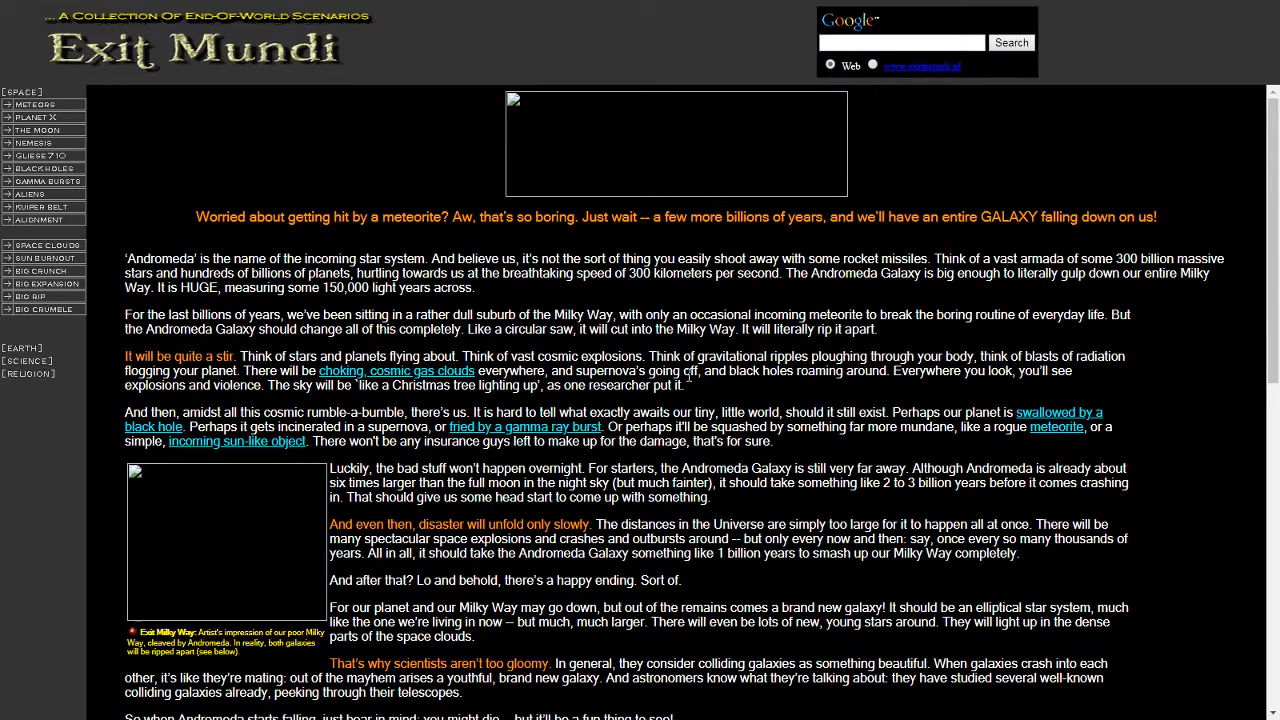 ... A Collection Of End-Of-World Scenarios
Exit Mundi
Google™
Search
Web www.exitmundi.nl
[SPACE]
METEORS
PLANET X
THE MOON
NEMESIS
GLIESE 710
BLACK HOLES
GAMMA BURSTS
ALIENS
KUIPER BELT
ALIGNMENT
SPACE CLOUDS
SUN BURNOUT
BIG CRUNCH
BIG EXPANSION
BIG RIP
BIG CRUMBLE
[EARTH]
[SCIENCE]
[RELIGION]
Worried about getting hit by a meteorite? Aw, that's so boring. Just wait -- a few more billions of years, and we'll have an entire GALAXY falling down on us!
‘Andromeda’ is the name of the incoming star system. And believe us, it’s not the sort of thing you easily shoot away with some rocket missiles. Think of a vast armada of some 300 billion massive
stars and hundreds of billions of planets, hurtling towards us at the breathtaking speed of 300 kilometers per second. The Andromeda Galaxy is big enough to literally gulp down our entire Milky
Way. It is HUGE, measuring some 150,000 light years across.
For the last billions of years, we’ve been sitting in a rather dull suburb of the Milky Way, with only an occasional incoming meteorite to break the boring routine of everyday life. But
the Andromeda Galaxy should change all of this completely. Like a circular saw, it will cut into the Milky Way. It will literally rip it apart.
It will be quite a stir. Think of stars and planets flying about. Think of vast cosmic explosions. Think of gravitational ripples ploughing through your body, think of blasts of radiation
flogging your planet. There will be choking, cosmic gas clouds everywhere, and supernova’s going off, and black holes roaming around. Everywhere you look, you’ll see
explosions and violence. The sky will be `like a Christmas tree lighting up’, as one researcher put it.
And then, amidst all this cosmic rumble-a-bumble, there’s us. It is hard to tell what exactly awaits our tiny, little world, should it still exist. Perhaps our planet is swallowed by a
black hole. Perhaps it gets incinerated in a supernova, or fried by a gamma ray burst. Or perhaps it'll be squashed by something far more mundane, like a rogue meteorite, or a
simple, incoming sun-like object. There won't be any insurance guys left to make up for the damage, that's for sure.
Luckily, the bad stuff won’t happen overnight. For starters, the Andromeda Galaxy is still very far away. Although Andromeda is already about
six times larger than the full moon in the night sky (but much fainter), it should take something like 2 to 3 billion years before it comes crashing
in. That should give us some head start to come up with something.
And even then, disaster will unfold only slowly. The distances in the Universe are simply too large for it to happen all at once. There will be
many spectacular space explosions and crashes and outbursts around -- but only every now and then: say, once every so many thousands of
years. All in all, it should take the Andromeda Galaxy something like 1 billion years to smash up our Milky Way completely.
And after that? Lo and behold, there’s a happy ending. Sort of.
Exit Milky Way: Artist's impression of our poor Milky
Way, cleaved by Andromeda. In reality, both galaxies
will be ripped apart (see below).
For our planet and our Milky Way may go down, but out of the remains comes a brand new galaxy! It should be an elliptical star system, much
like the one we’re living in now -- but much, much larger. There will even be lots of new, young stars around. They will light up in the dense
parts of the space clouds.
That’s why scientists aren’t too gloomy. In general, they consider colliding galaxies as something beautiful. When galaxies crash into each
other, it’s like they’re mating: out of the mayhem arises a youthful, brand new galaxy. And astronomers know what they’re talking about: they have studied several well-known
colliding galaxies already, peeking through their telescopes.
So when Andromeda starts falling, just bear in mind: you might die -- but it’ll be a fun thing to see!